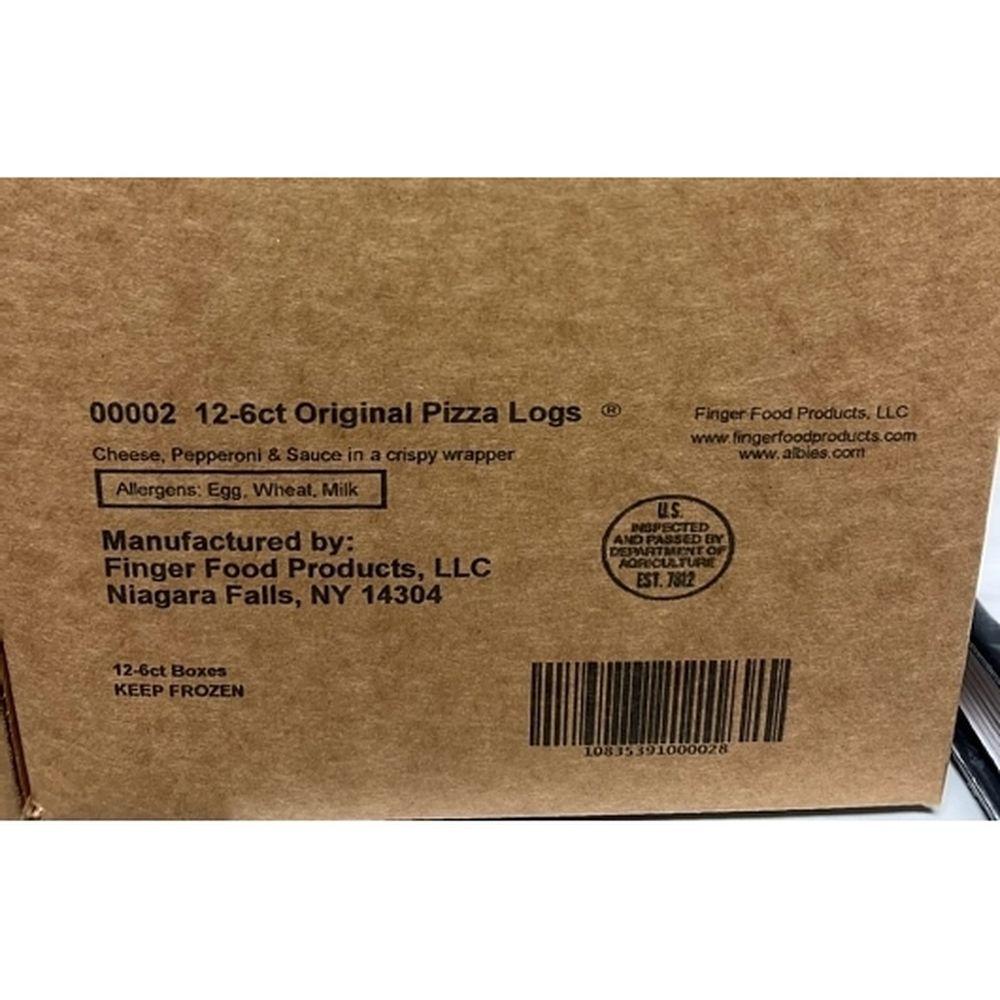 00002 12-6ct Original Pizza Logs ®
Cheese, Pepperoni & Sauce in a crispy wrapper
Allergens: Egg, Wheat, Milk
Manufactured by:
Finger Food Products, LLC
Niagara Falls, NY 14304
12-6ct Boxes
KEEP FROZEN
Finger Food Products, LLC
www.fingerfoodproducts.com
www.albies.com
U.S.
INSPECTED
AND PASSED BY
DEPARTMENT OF
AGRICULTURE
EST. 7812
10835391000028